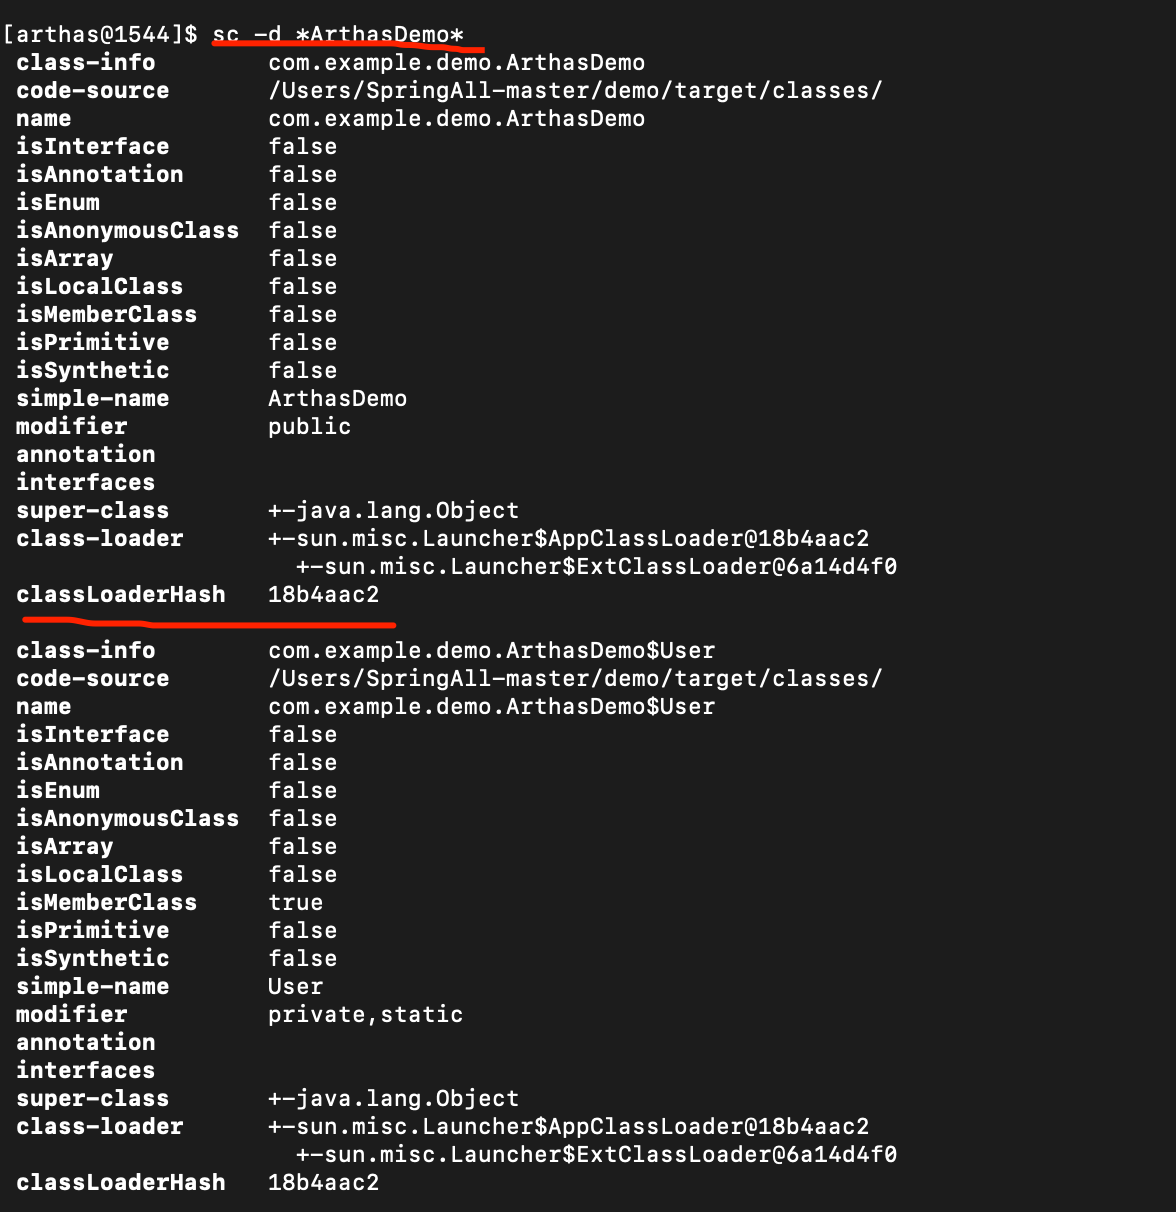 [arthas@1544]$ sc -d *ArthasDemo*
class-info com.example.demo.ArthasDemo
code-source /Users/SpringAll-master/demo/target/classes/
name com.example.demo.ArthasDemo
isInterface false
isAnnotation false
isEnum false
isAnonymousClass false
isArray false
isLocalClass false
isMemberClass false
isPrimitive false
isSynthetic false
simple-name ArthasDemo
modifier public
annotation
interfaces
super-class +-java.lang.Object
class-loader +-sun.misc.Launcher$AppClassLoader@18b4aac2
+-sun.misc.Launcher$ExtClassLoader@6a14d4f0
classLoaderHash 18b4aac2
class-info com.example.demo.ArthasDemo$User
code-source /Users/SpringAll-master/demo/target/classes/
name com.example.demo.ArthasDemo$User
isInterface false
isAnnotation false
isEnum false
isAnonymousClass false
isArray false
isLocalClass false
isMemberClass true
isPrimitive false
isSynthetic false
simple-name User
modifier private,static
annotation
interfaces
super-class +-java.lang.Object
class-loader +-sun.misc.Launcher$AppClassLoader@18b4aac2
+-sun.misc.Launcher$ExtClassLoader@6a14d4f0
classLoaderHash 18b4aac2